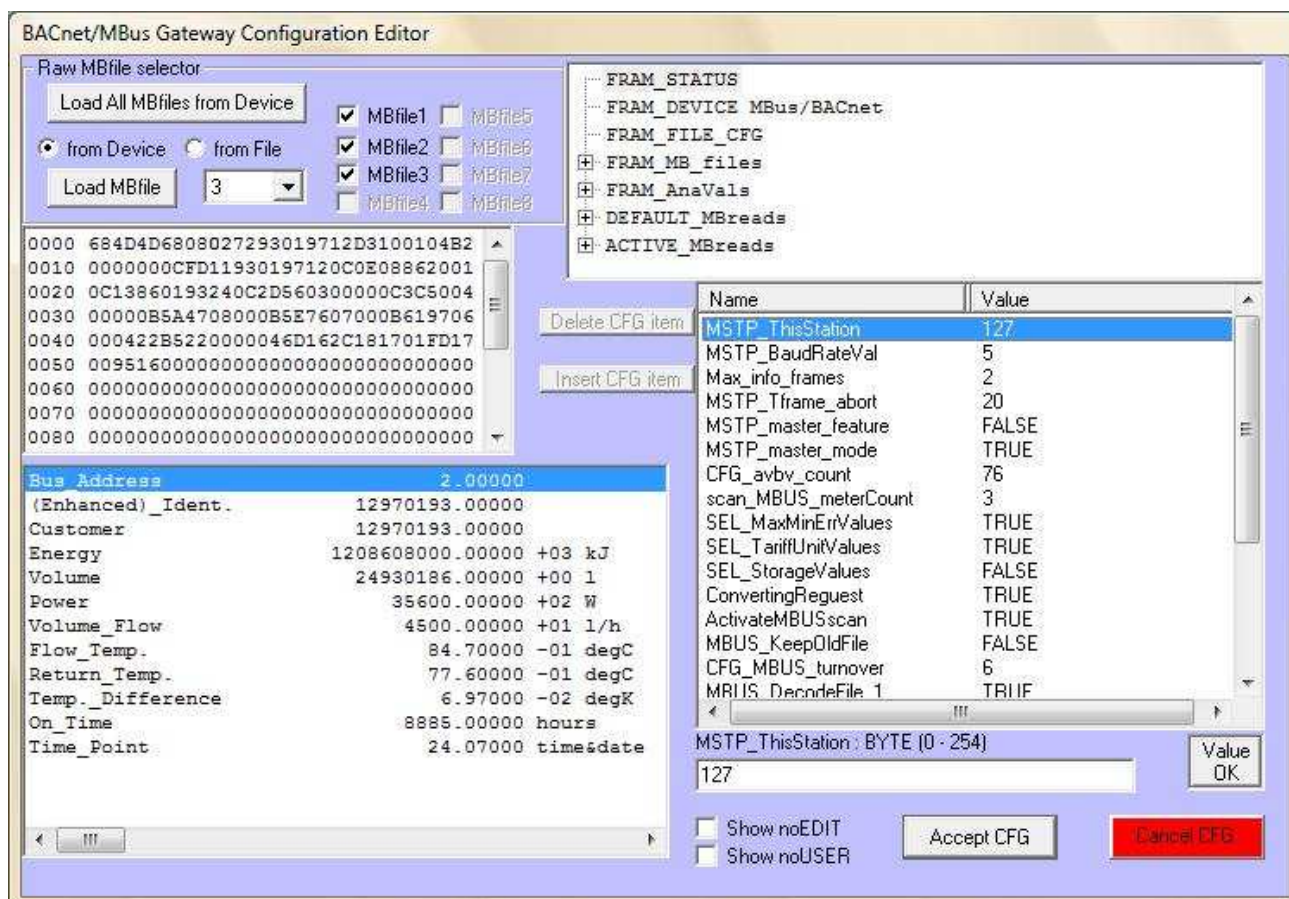 BACnet/MBus Gateway Configuration Editor
Raw MBfile selector
Load All MBfiles from Device
from Device
from File
Load MBfile
3
MBfile1
MBfile5
MBfile2
MBfile6
MBfile3
MBfile7
MBfile4
MBfile8
FRAM_STATUS
FRAM_DEVICE MBus/BACnet
FRAM_FILE_CFG
FRAM_MB_files
FRAM_AnaVals
DEFAULT_MBreads
ACTIVE_MBreads
0000 684D4D6808027293019712D3100104B2
0010 0000000CFD11930197120C0E08862001
0020 0C13860193240C2D560300000C3C5004
0030 00000B5A4708000B5E7607000B619706
0040 000422B5220000046D162C181701FD17
0050 00951600000000000000000000000000
0060 00000000000000000000000000000000
0070 00000000000000000000000000000000
0080 00000000000000000000000000000000
Delete CFG item
Insert CFG item
Bus_Address 2.00000
(Enhanced)_Ident. 12970193.00000
Customer 12970193.00000
Energy 1208608000.00000 +03 kJ
Volume 24930186.00000 +00 l
Power 35600.00000 +02 W
Volume_Flow 4500.00000 +01 l/h
Flow_Temp. 84.70000 -01 degC
Return_Temp. 77.60000 -01 degC
Temp._Difference 6.97000 -02 degK
On_Time 8885.00000 hours
Time_Point 24.07000 time&date
Name Value
MSTP_ThisStation 127
MSTP_BaudRateVal 5
Max_info_frames 2
MSTP_Tframe_abort 20
MSTP_master_feature FALSE
MSTP_master_mode TRUE
CFG_avbv_count 76
scan_MBUS_meterCount 3
SEL_MaxMinErrValues TRUE
SEL_TariffUnitValues TRUE
SEL_StorageValues FALSE
ConvertingReguest TRUE
ActivateMBUSscan TRUE
MBUS_KeepOldFile FALSE
CFG_MBUS_turnover 6
MBUS_DecodeFile_1 TRUE
MSTP_ThisStation : BYTE (0 - 254)
127
Value
OK
Show noEDIT
Show noUSER
Accept CFG
Cancel CFG